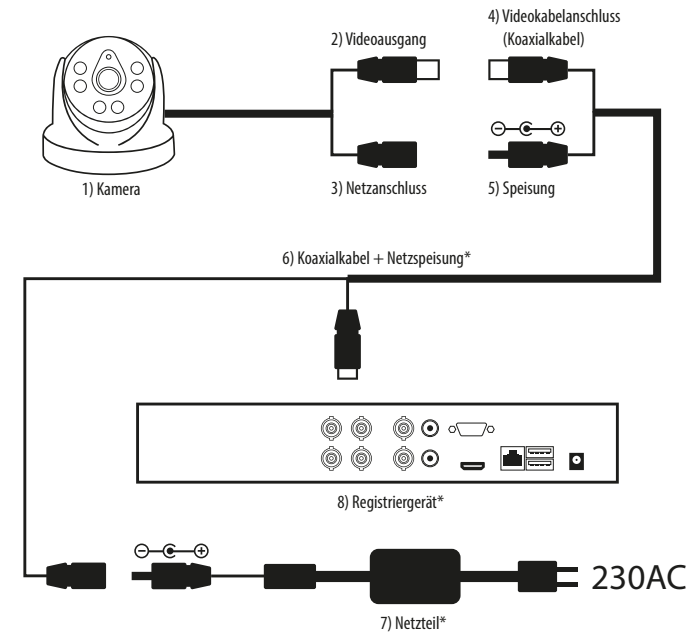 4) Videokabelanschluss
(Koaxialkabel)
2) Videoausgang
1) Kamera
3) Netzanschluss
5) Speisung
6) Koaxialkabel + Netzspeisung*
8) Registriergerät*
230AC
7) Netzteil*